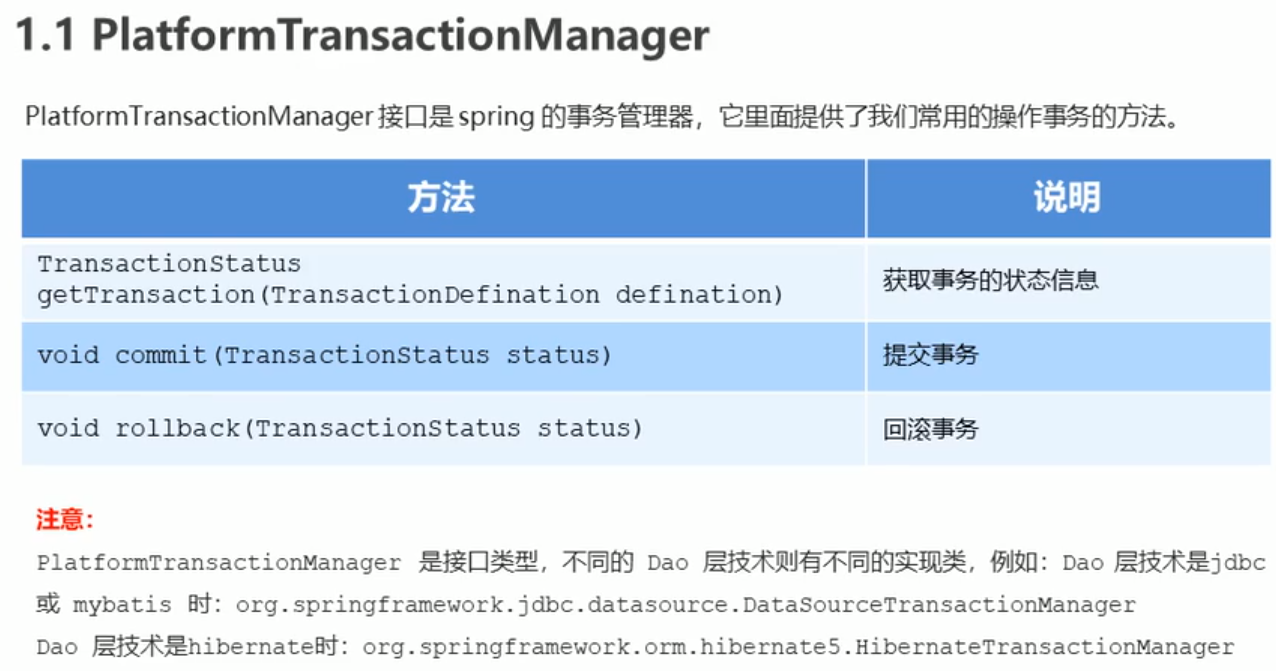 1.1 PlatformTransactionManager
PlatformTransactionManager 接口是 spring 的事务管理器，它里面提供了我们常用的操作事务的方法。
方法 说明
TransactionStatus
getTransaction(TransactionDefination defination) 获取事务的状态信息
void commit(TransactionStatus status) 提交事务
void rollback(TransactionStatus status) 回滚事务
注意：
PlatformTransactionManager 是接口类型，不同的 Dao 层技术则有不同的实现类，例如：Dao 层技术是jdbc
或 mybatis 时：org.springframework.jdbc.datasource.DataSourceTransactionManager
Dao 层技术是hibernate时：org.springframework.orm.hibernate5.HibernateTransactionManager